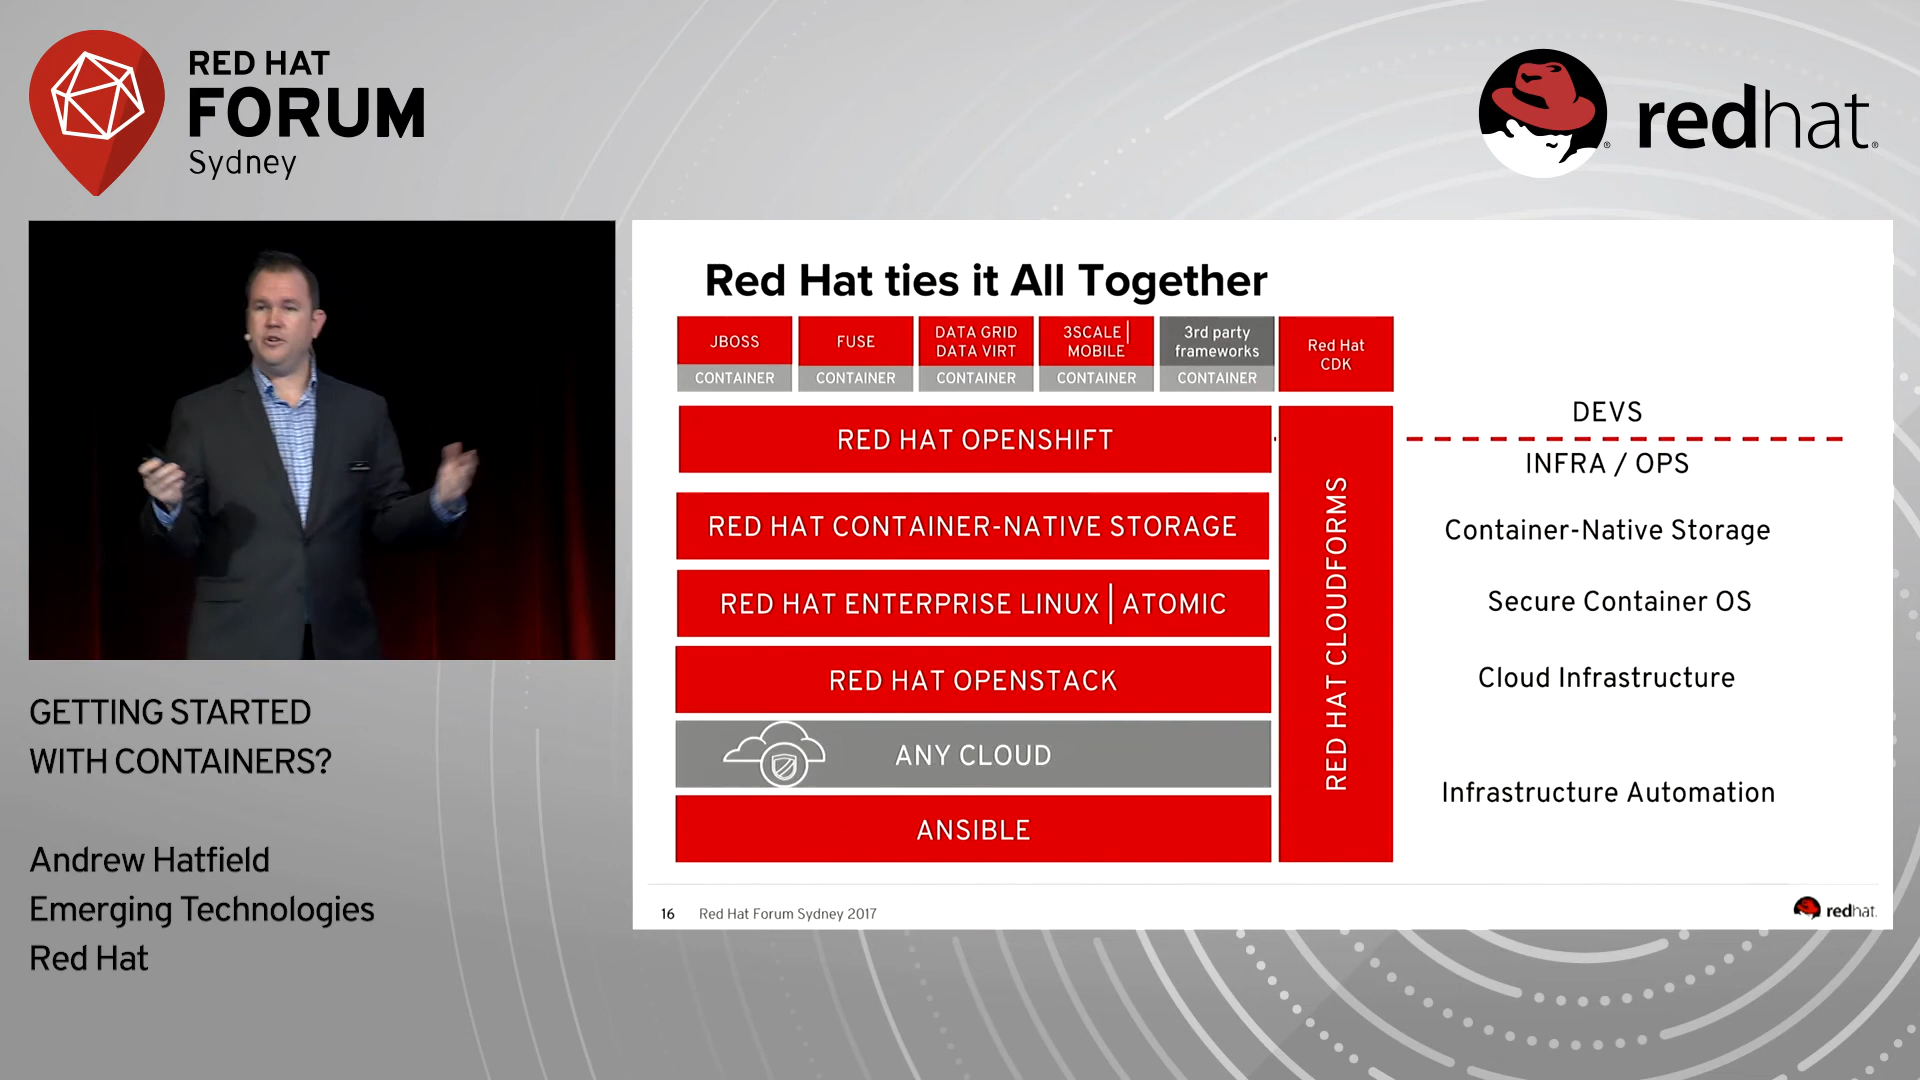 RED HAT
FORUM
Sydney
redhat.
GETTING STARTED
WITH CONTAINERS?
Andrew Hatfield
Emerging Technologies
Red Hat
Red Hat ties it All Together
JBOSS
CONTAINER
FUSE
CONTAINER
DATA GRID
DATA VIRT
CONTAINER
3SCALE|
MOBILE
CONTAINER
3rd party
frameworks
CONTAINER
Red Hat
CDK
RED HAT OPENSHIFT
RED HAT CONTAINER-NATIVE STORAGE
RED HAT ENTERPRISE LINUX | ATOMIC
RED HAT OPENSTACK
ANY CLOUD
ANSIBLE
RED HAT CLOUDFORMS
DEVS
INFRA / OPS
Container-Native Storage
Secure Container OS
Cloud Infrastructure
Infrastructure Automation
16 Red Hat Forum Sydney 2017
redhat.